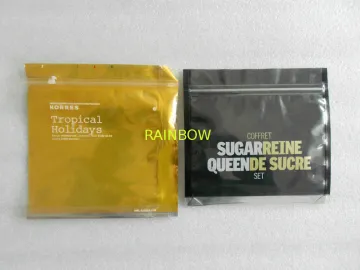 KORRES
Tropical
Holidays
RAINBOW
COFFRET
SUGARREINE
QUEENDE SUCRE
SET